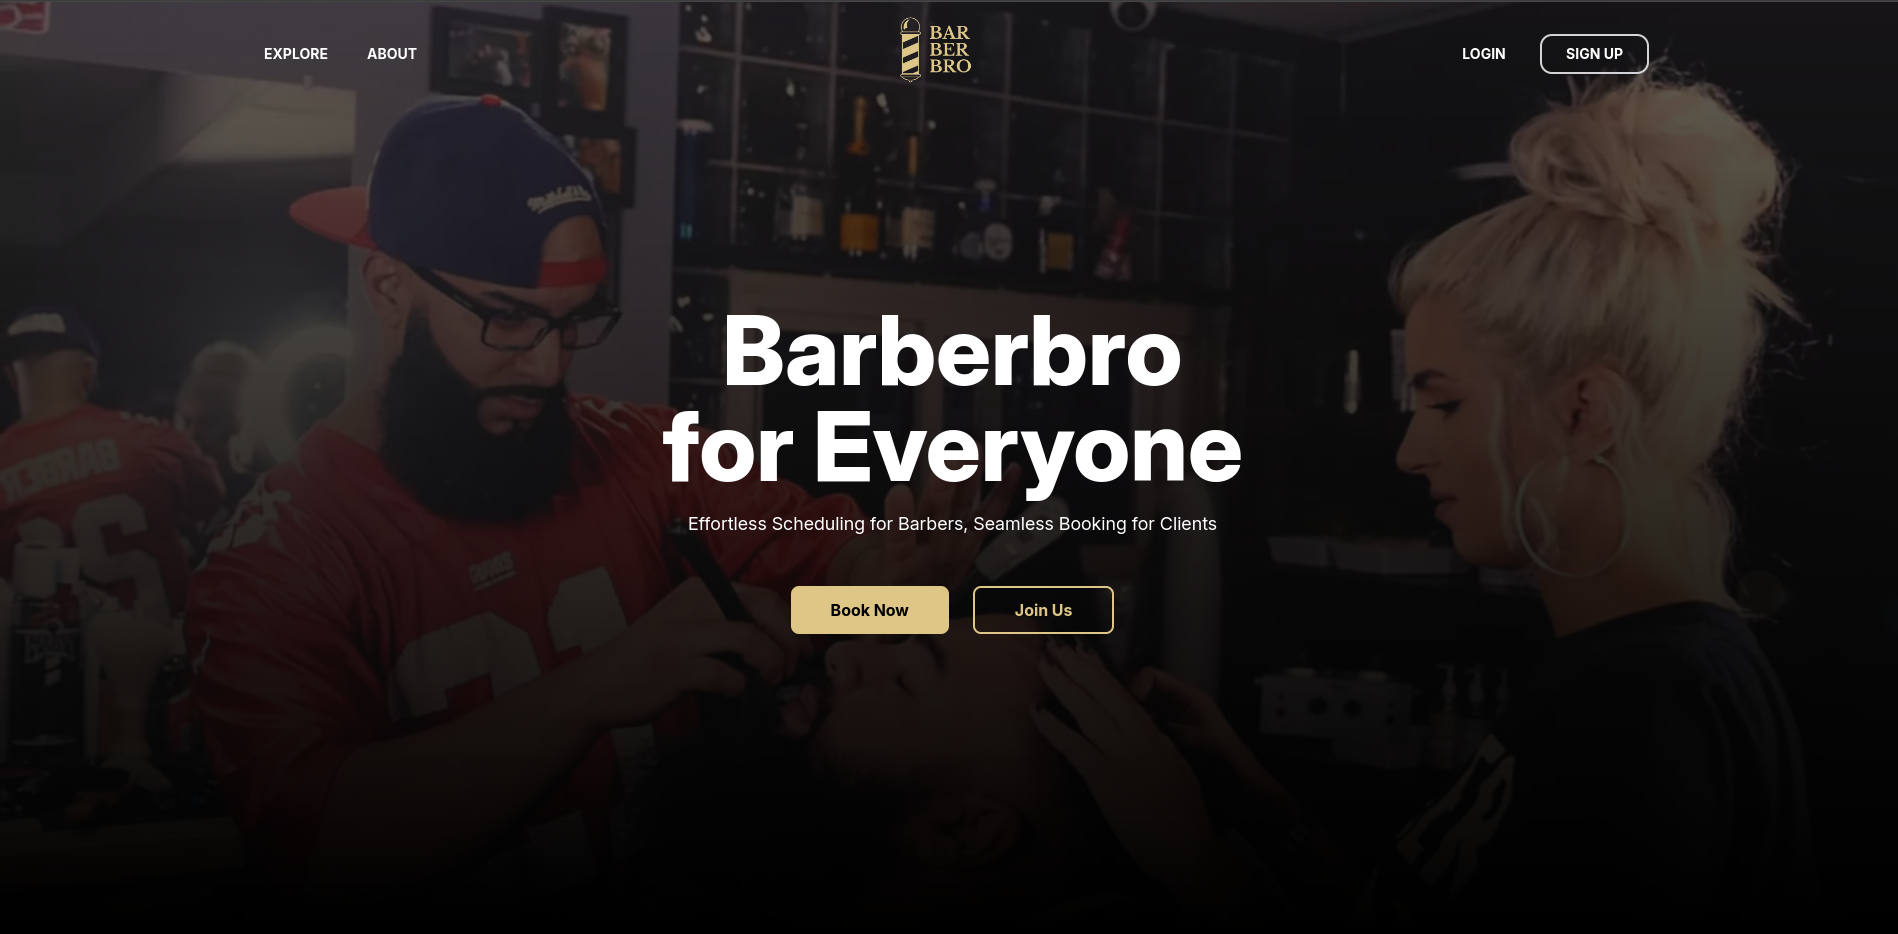 EXPLORE
ABOUT
BAR
BER
BRO
LOGIN
SIGN UP
Barberbro
for Everyone
Effortless Scheduling for Barbers, Seamless Booking for Clients
Book Now
Join Us